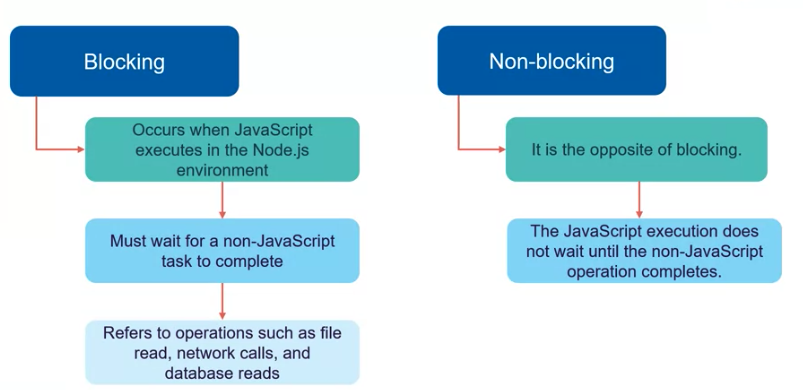 Blocking
Occurs when JavaScript
executes in the Node.js
environment
Must wait for a non-JavaScript
task to complete
Refers to operations such as file
read, network calls, and
database reads
Non-blocking
It is the opposite of blocking.
The JavaScript execution does
not wait until the non-JavaScript
operation completes.